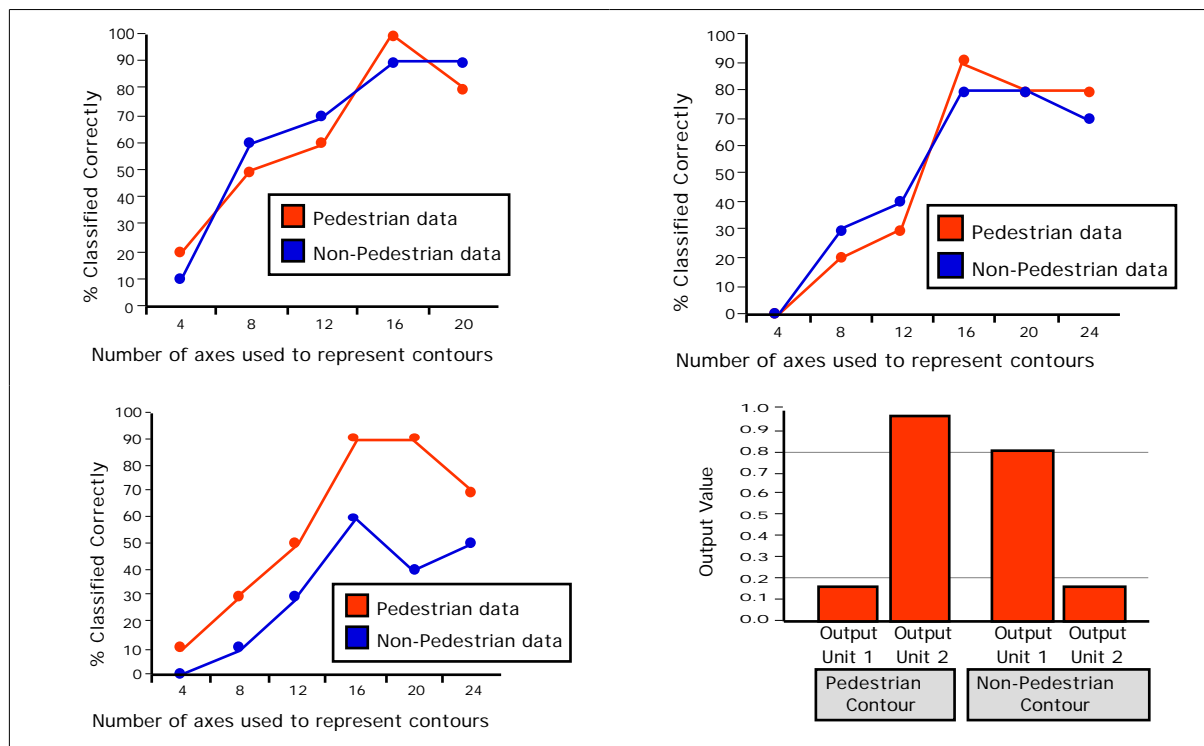 100
90
80
70
60
50
40
30
20
10
0
% Classified Correctly
4 8 12 16 20
Number of axes used to represent contours
Pedestrian data
Non-Pedestrian data
100
90
80
70
60
50
40
30
20
10
0
% Classified Correctly
4 8 12 16 20 24
Number of axes used to represent contours
Pedestrian data
Non-Pedestrian data
100
90
80
70
60
50
40
30
20
10
0
% Classified Correctly
4 8 12 16 20 24
Number of axes used to represent contours
Pedestrian data
Non-Pedestrian data
1.0
0.9
0.8
0.7
0.6
0.5
0.4
0.3
0.2
0.1
0.0
Output Value
Output Output Output Output
Unit 1 Unit 2 Unit 1 Unit 2
Pedestrian Non-Pedestrian
Contour Contour